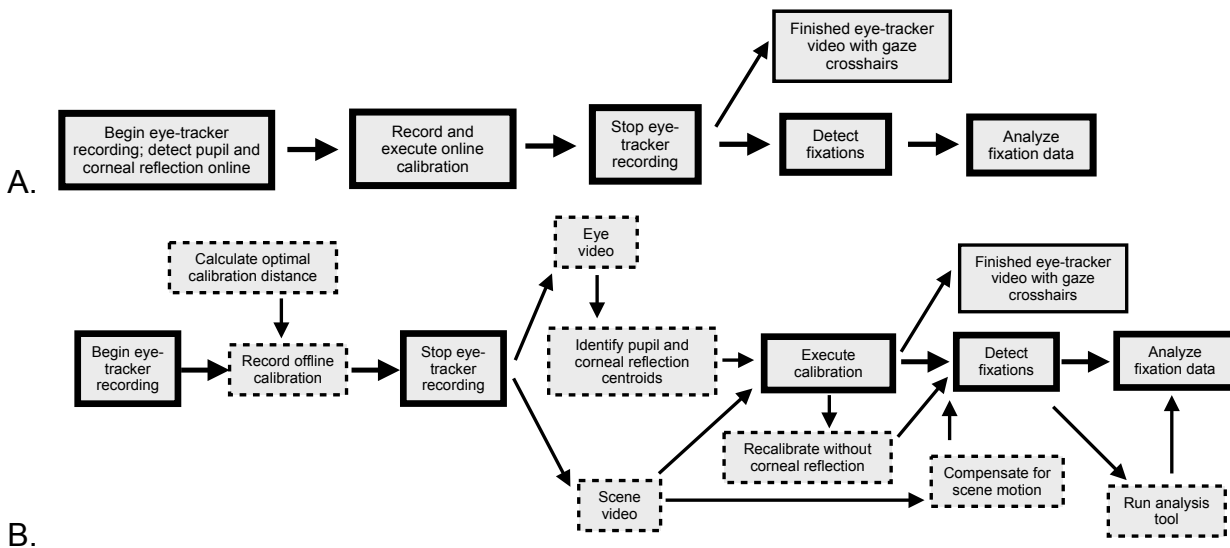 Finished eye-tracker
video with gaze
crosshairs
Begin eye-tracker
recording; detect pupil and
corneal reflection online
Record and
execute online
calibration
Stop eye-
tracker
recording
Detect
fixations
Analyze
fixation data
A.
Calculate optimal
calibration distance
Eye
video
Finished eye-tracker
video with gaze
crosshairs
Begin eye-
tracker
recording
Record offline
calibration
Stop eye-
tracker
recording
Identify pupil and
corneal reflection
centroids
Execute
calibration
Detect
fixations
Analyze
fixation data
Recalibrate without
corneal reflection
Scene
video
Compensate for
scene motion
Run analysis
tool
B.